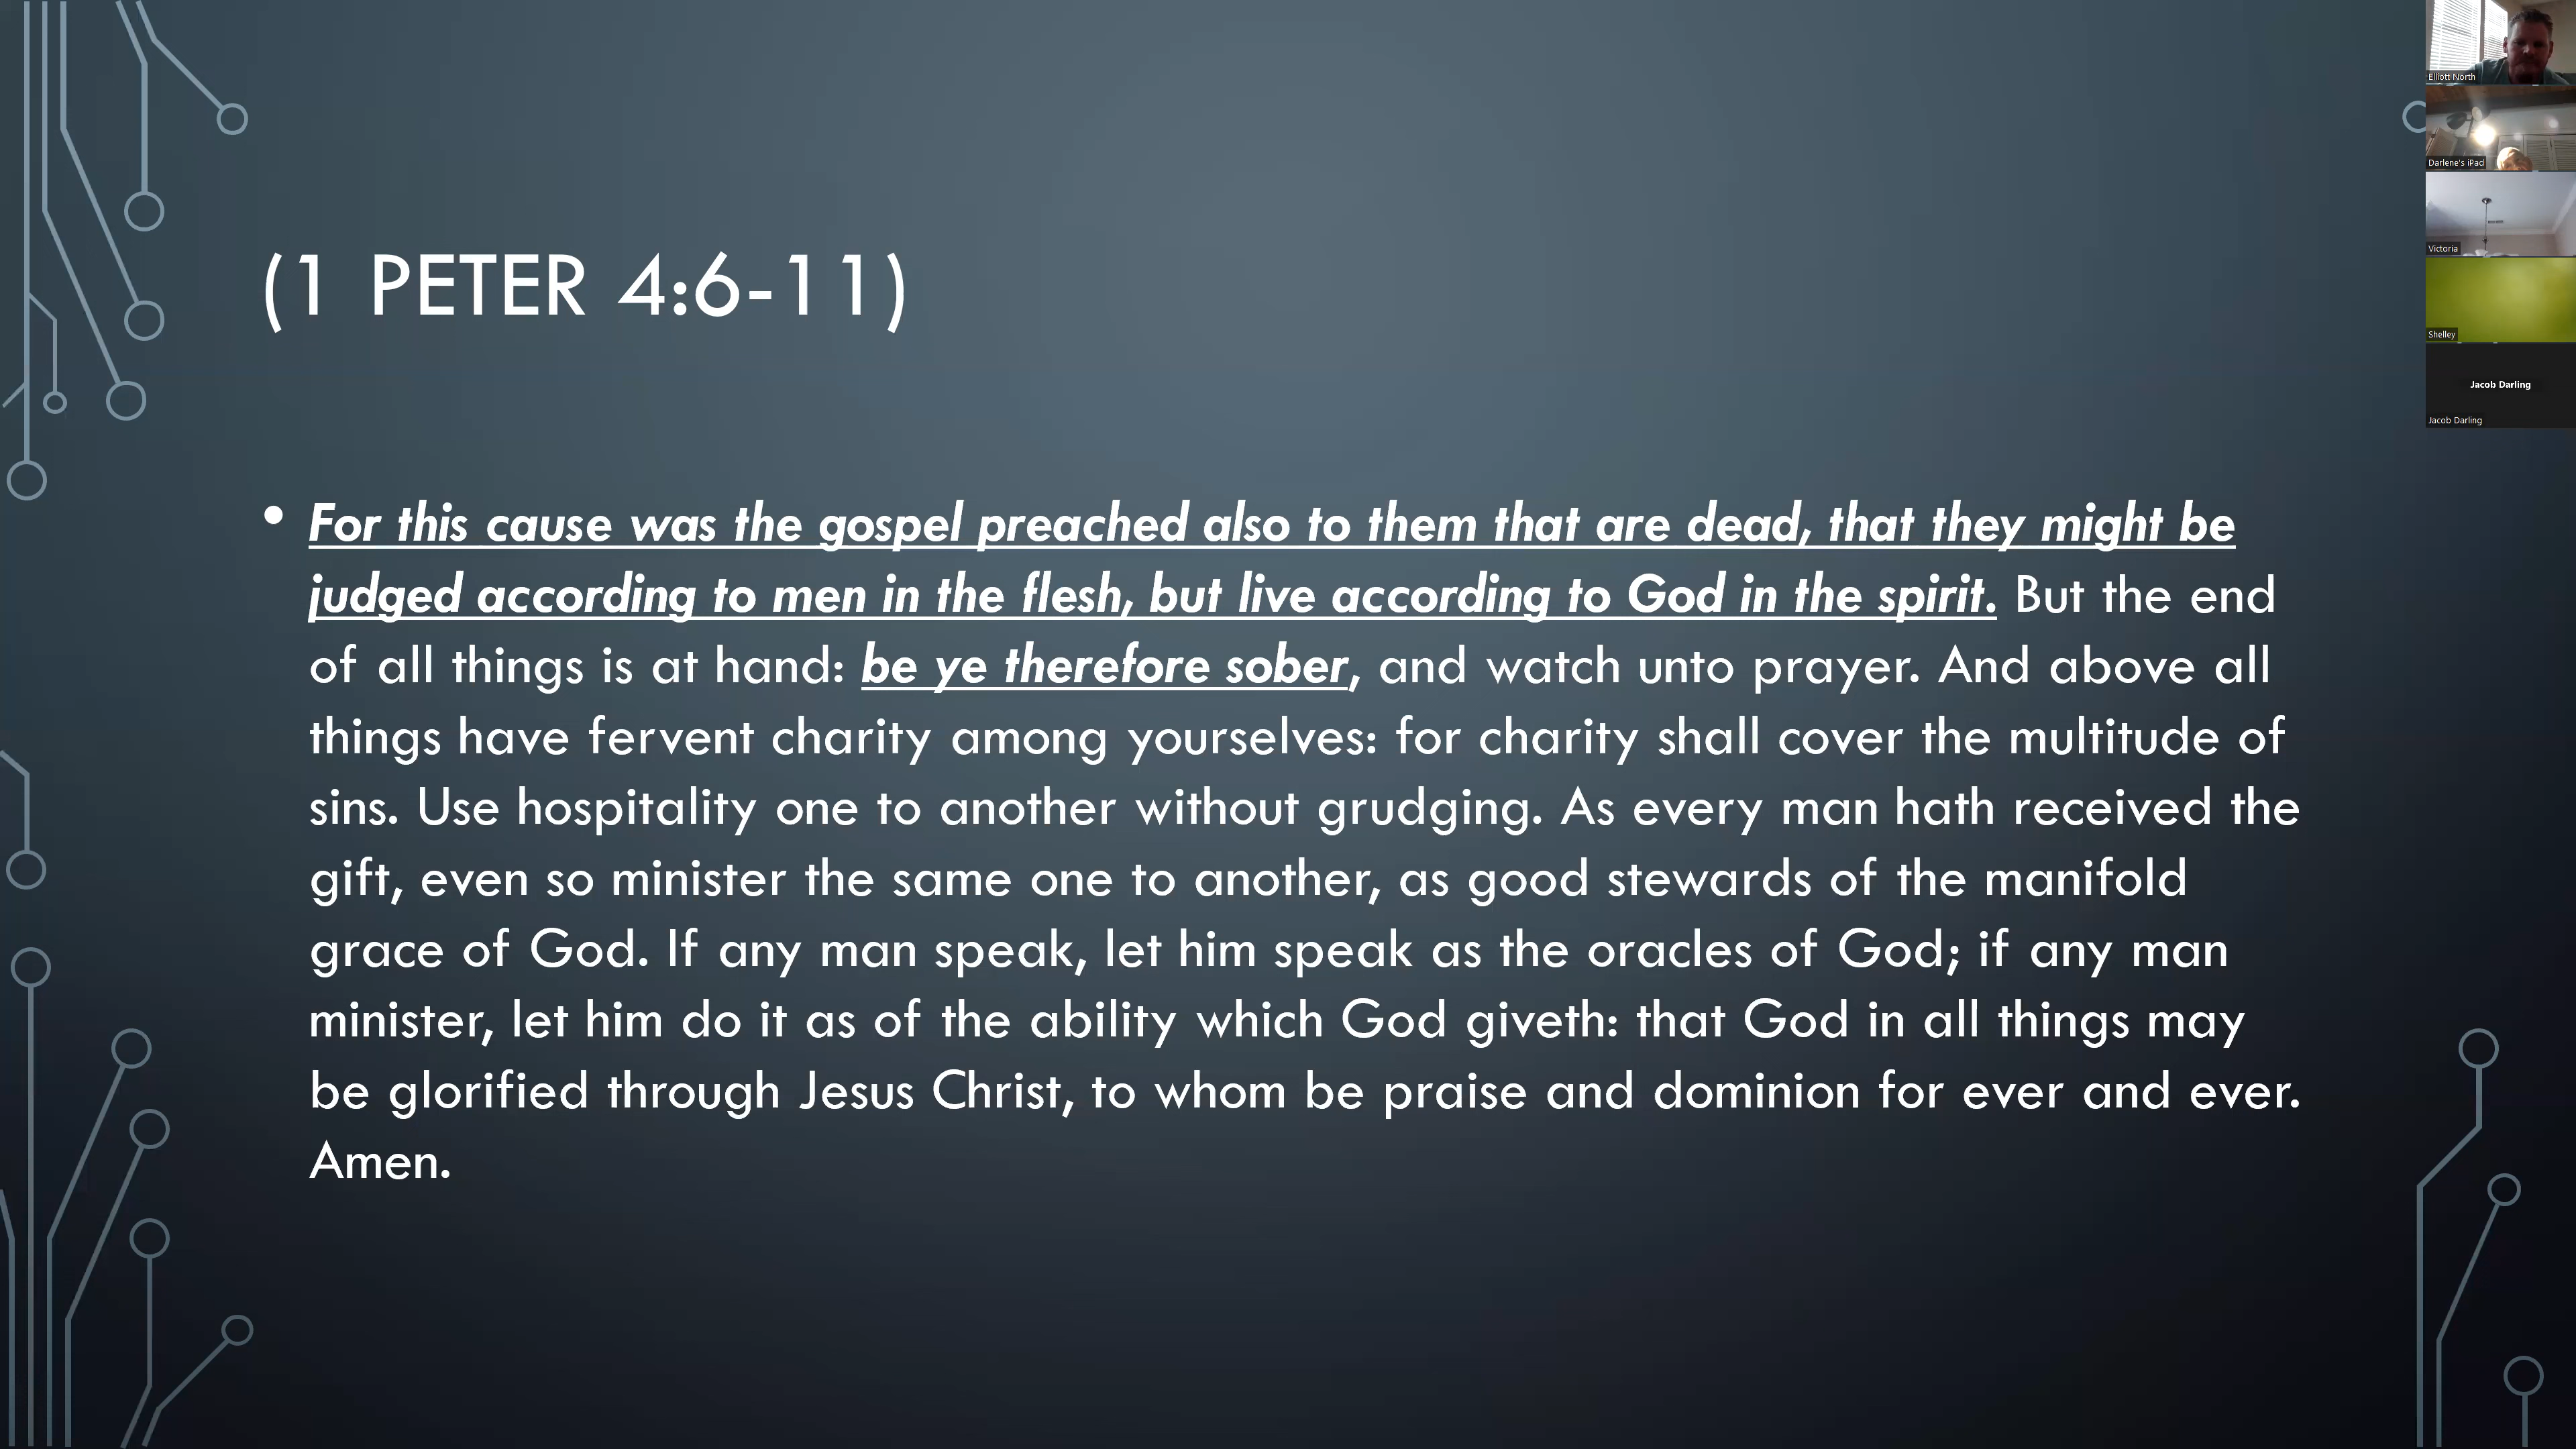 (1 PETER 4:6-11)
• For this cause was the gospel preached also to them that are dead, that they might be
judged according to men in the flesh, but live according to God in the spirit. But the end
of all things is at hand: be ye therefore sober, and watch unto prayer. And above all
things have fervent charity among yourselves: for charity shall cover the multitude of
sins. Use hospitality one to another without grudging. As every man hath received the
gift, even so minister the same one to another, as good stewards of the manifold
grace of God. If any man speak, let him speak as the oracles of God; if any man
minister, let him do it as of the ability which God giveth: that God in all things may
be glorified through Jesus Christ, to whom be praise and dominion for ever and ever.
Amen.
Elliott North
Darlene's iPad
Victoria
Shelley
Jacob Darling
Jacob Darling